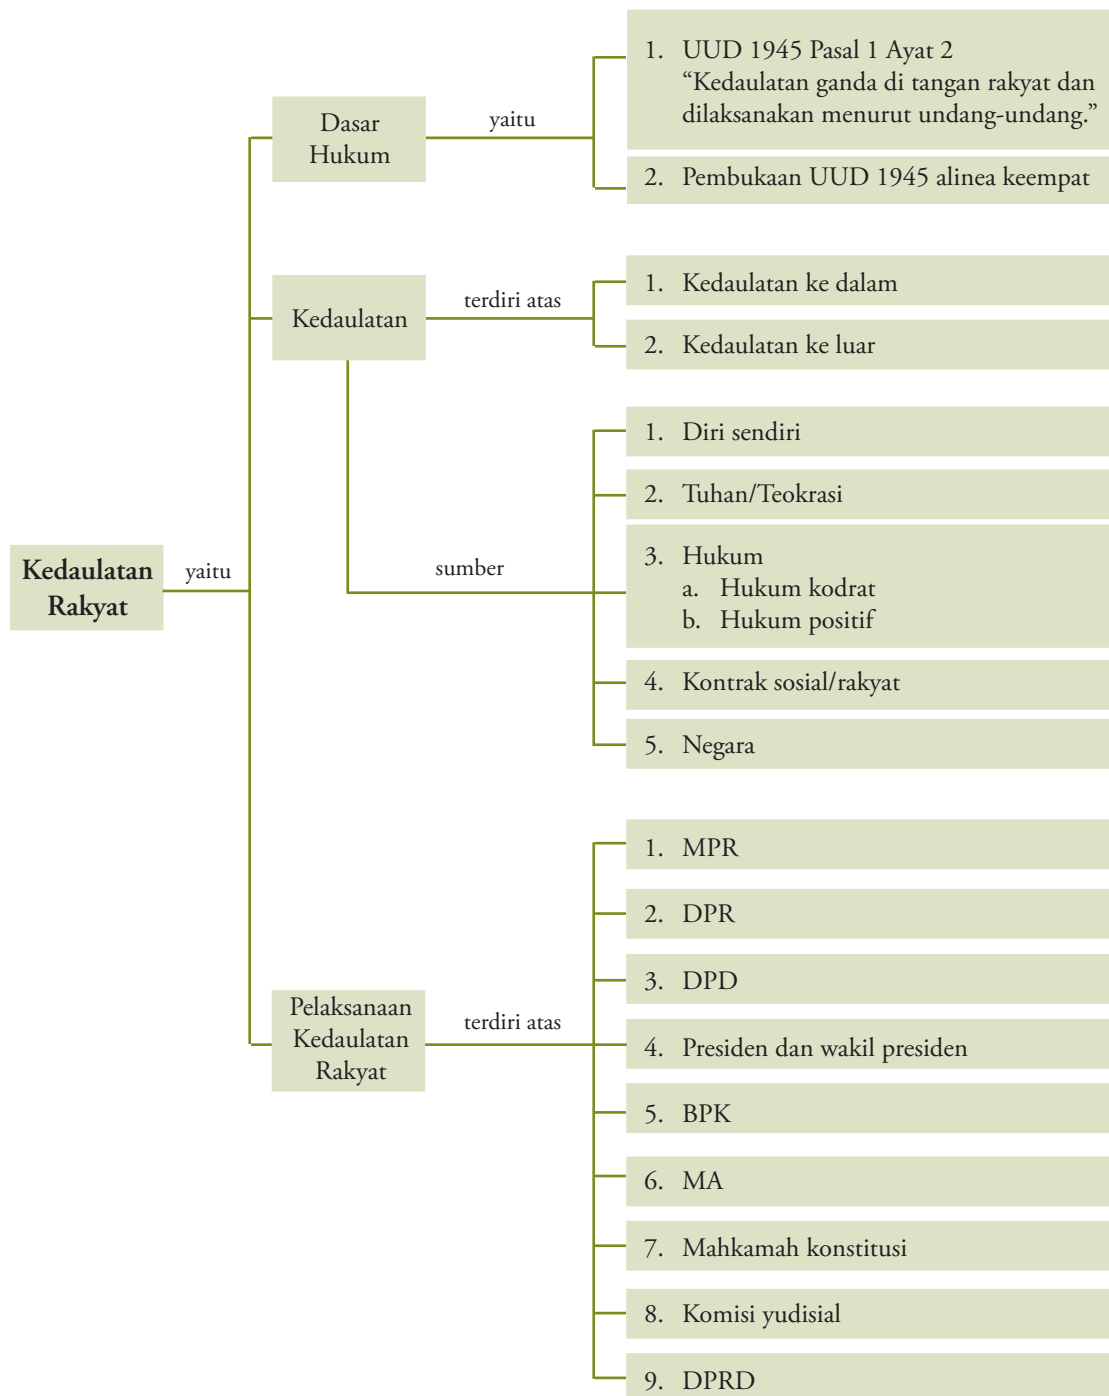 1. UUD 1945 Pasal 1 Ayat 2
“Kedaulatan ganda di tangan rakyat dan
dilaksanakan menurut undang-undang.”
Dasar
Hukum
yaitu
2. Pembukaan UUD 1945 alinea keempat
Kedaulatan
terdiri atas
1. Kedaulatan ke dalam
2. Kedaulatan ke luar
sumber
1. Diri sendiri
2. Tuhan/Teokrasi
3. Hukum
a. Hukum kodrat
b. Hukum positif
4. Kontrak sosial/rakyat
5. Negara
Kedaulatan
Rakyat
yaitu
Pelaksanaan
Kedaulatan
Rakyat
terdiri atas
1. MPR
2. DPR
3. DPD
4. Presiden dan wakil presiden
5. BPK
6. MA
7. Mahkamah konstitusi
8. Komisi yudisial
9. DPRD